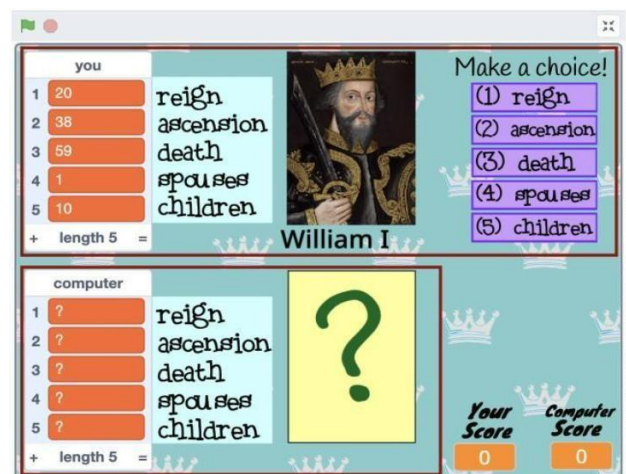 you
1 20 reign
2 38 ascension
3 59 death
4 1 spouses
5 10 children
+ length 5 =
William I
Make a choice!
(1) reign
(2) ascension
(3) death
(4) spouses
(5) children
computer
1 ? reign
2 ? ascension
3 ? death
4 ? spouses
5 ? children
+ length 5 =
?
Your Score
0
Computer Score
0